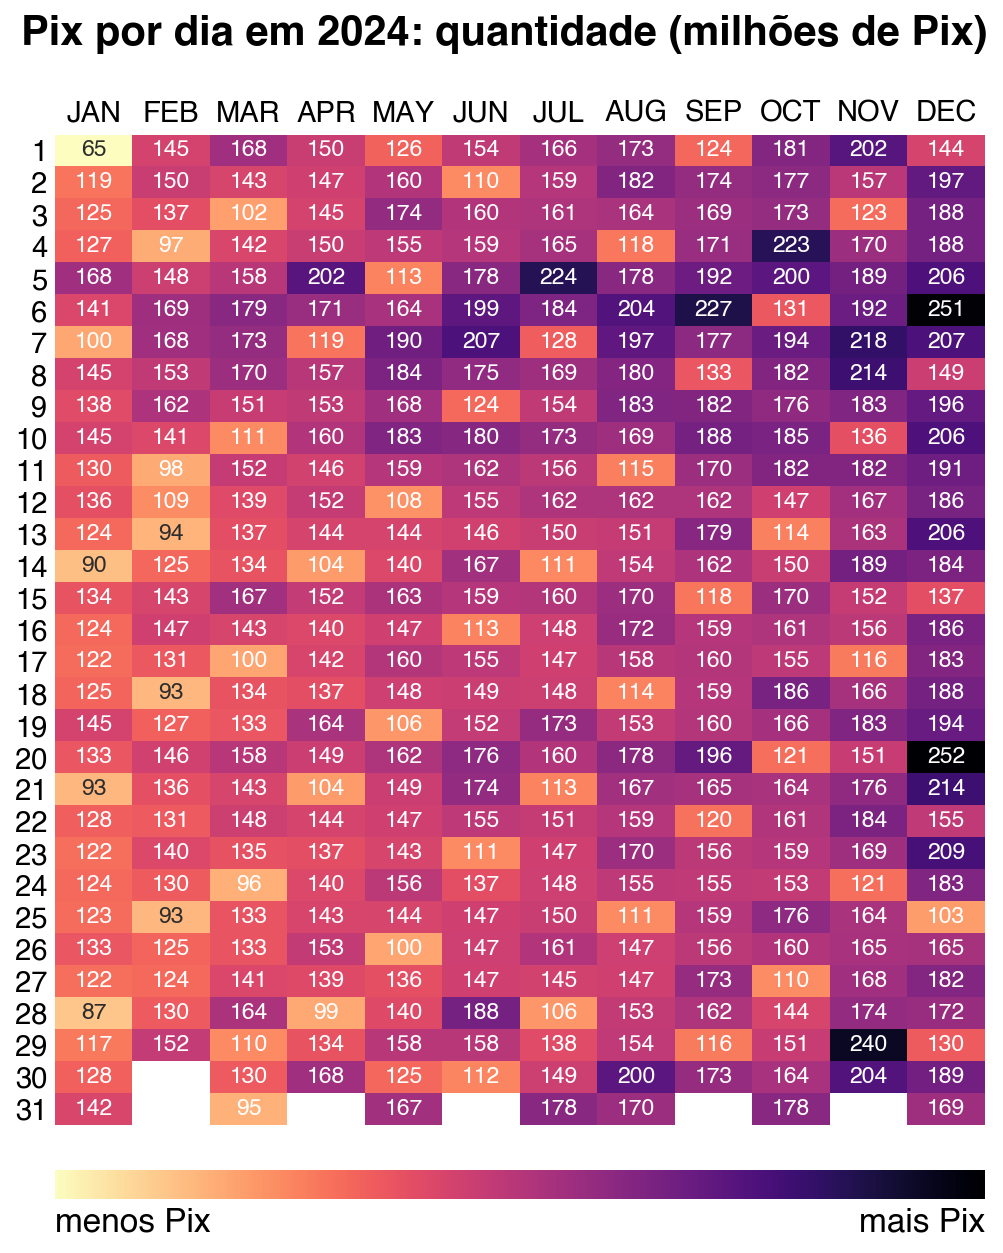 Pix por dia em 2024: quantidade (milhões de Pix)
JAN FEB MAR APR MAY JUN JUL AUG SEP OCT NOV DEC
1 65 145 168 150 126 154 166 173 124 181 202 144
2 119 150 143 147 160 110 159 182 174 177 157 197
3 125 137 102 145 174 160 161 164 169 173 123 188
4 127 97 142 150 155 159 165 118 171 223 170 188
5 168 148 158 202 113 178 224 178 192 200 189 206
6 141 169 179 171 164 199 184 204 227 131 192 251
7 100 168 173 119 190 207 128 197 177 194 218 207
8 145 153 170 157 184 175 169 180 133 182 214 149
9 138 162 151 153 168 124 154 183 182 176 183 196
10 145 141 111 160 183 180 173 169 188 185 136 206
11 130 98 152 146 159 162 156 115 170 182 182 191
12 136 109 139 152 108 155 162 162 162 147 167 186
13 124 94 137 144 144 146 150 151 179 114 163 206
14 90 125 134 104 140 167 111 154 162 150 189 184
15 134 143 167 152 163 159 160 170 118 170 152 137
16 124 147 143 140 147 113 148 172 159 161 156 186
17 122 131 100 142 160 155 147 158 160 155 116 183
18 125 93 134 137 148 149 148 114 159 186 166 188
19 145 127 133 164 106 152 173 153 160 166 183 194
20 133 146 158 149 162 176 160 178 196 121 151 252
21 93 136 143 104 149 174 113 167 165 164 176 214
22 128 131 148 144 147 155 151 159 120 161 184 155
23 122 140 135 137 143 111 147 170 156 159 169 209
24 124 130 96 140 156 137 148 155 155 153 121 183
25 123 93 133 143 144 147 150 111 159 176 164 103
26 133 125 133 153 100 147 161 147 156 160 165 165
27 122 124 141 139 136 147 145 147 173 110 168 182
28 87 130 164 99 140 188 106 153 162 144 174 172
29 117 152 110 134 158 158 138 154 116 151 240 130
30 128 130 168 125 112 149 200 173 164 204 189
31 142 95 167 178 170 178 169
menos Pix mais Pix